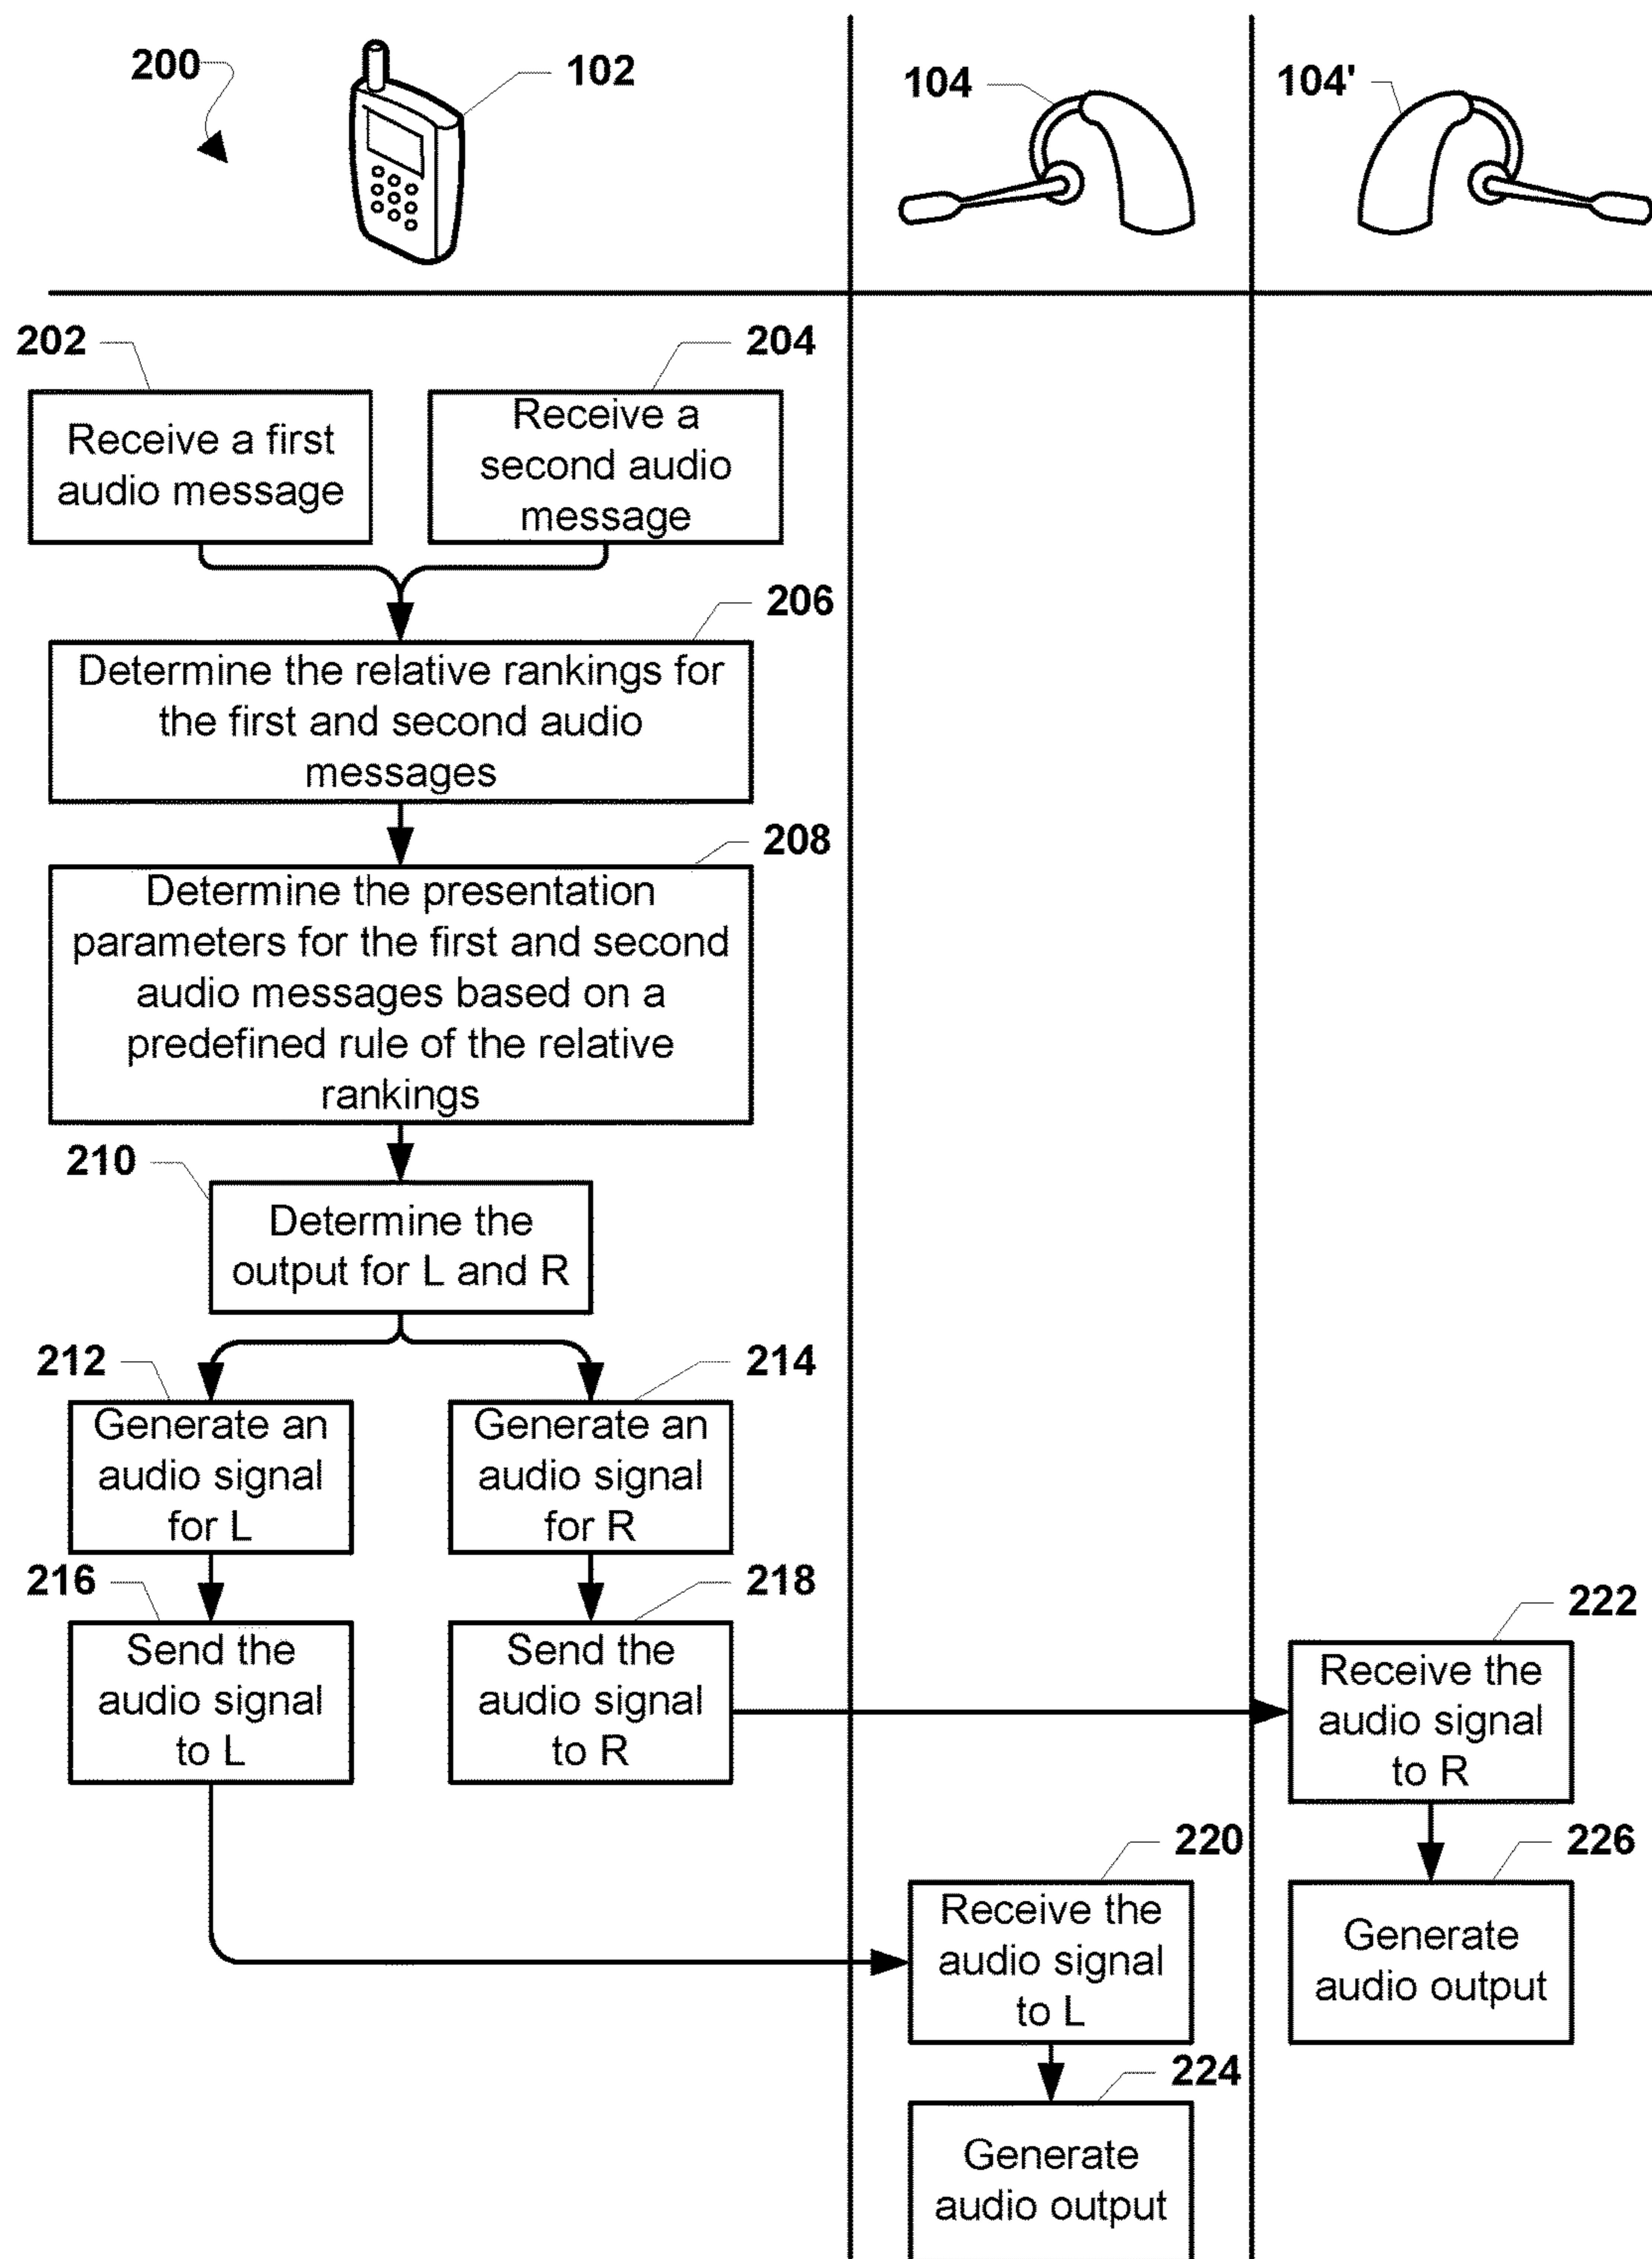 200
102
104
104'
202
204
Receive a first
audio message
Receive a
second audio
message
206
Determine the relative rankings for
the first and second audio
messages
208
Determine the presentation
parameters for the first and second
audio messages based on a
predefined rule of the relative
rankings
210
Determine the
output for L and R
212
214
Generate an
audio signal
for L
Generate an
audio signal
for R
216
218
Send the
audio signal
to L
Send the
audio signal
to R
222
Receive the
audio signal
to R
220
226
Receive the
audio signal
to L
Generate
audio output
224
Generate
audio output